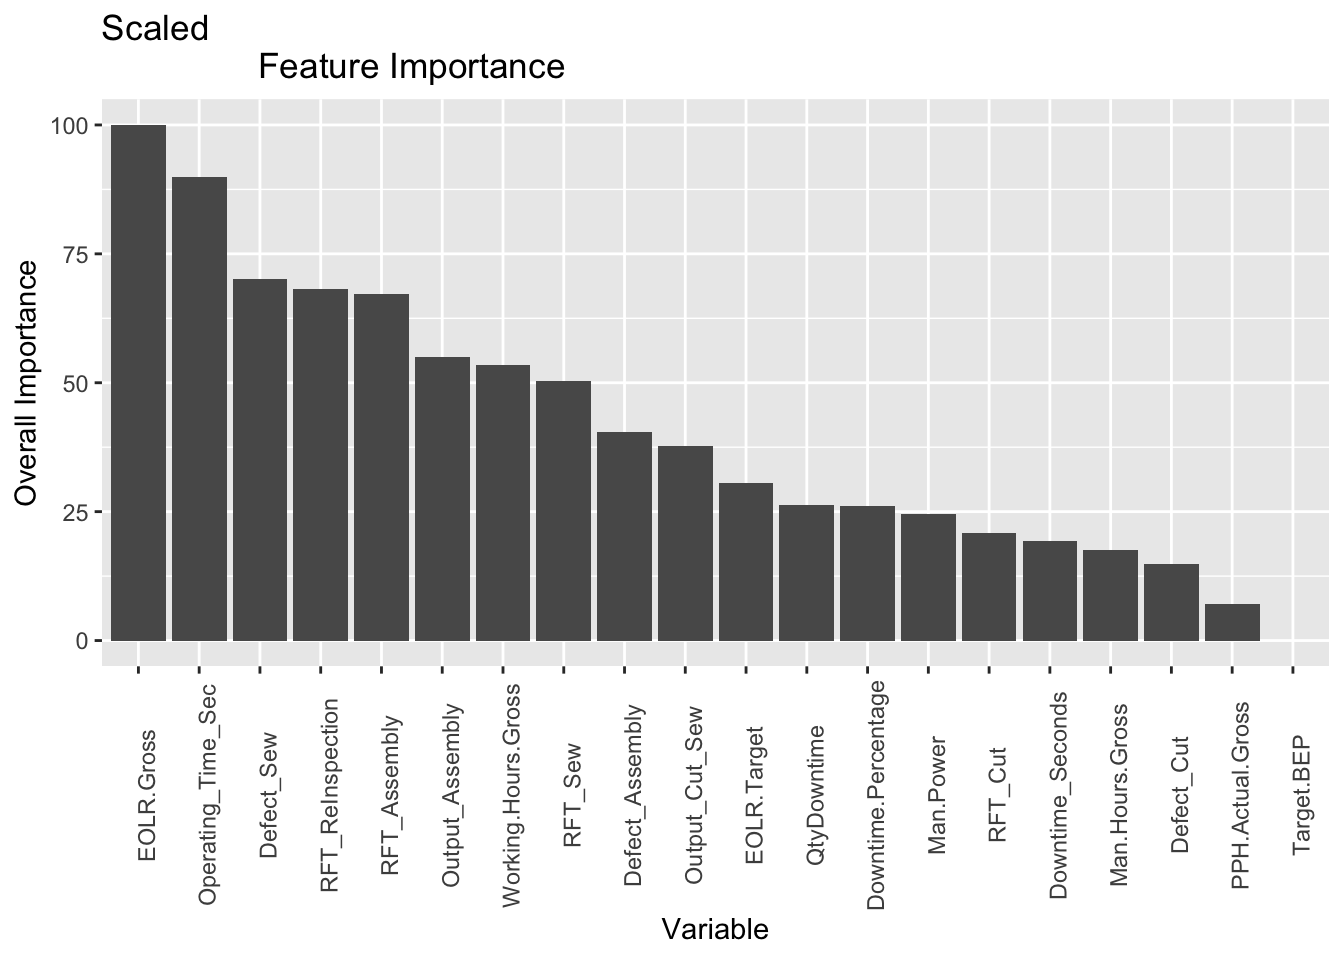 Scaled
Feature Importance
Overall Importance
100
75
50
25
0
EOLR.Gross
Operating_Time_Sec
Defect_Sew
RFT_ReInspection
RFT_Assembly
Output_Assembly
Working.Hours.Gross
RFT_Sew
Defect_Assembly
Output_Cut_Sew
EOLR.Target
QtyDowntime
Downtime.Percentage
Man.Power
RFT_Cut
Downtime_Seconds
Man.Hours.Gross
Defect_Cut
PPH.Actual.Gross
Target.BEP
Variable